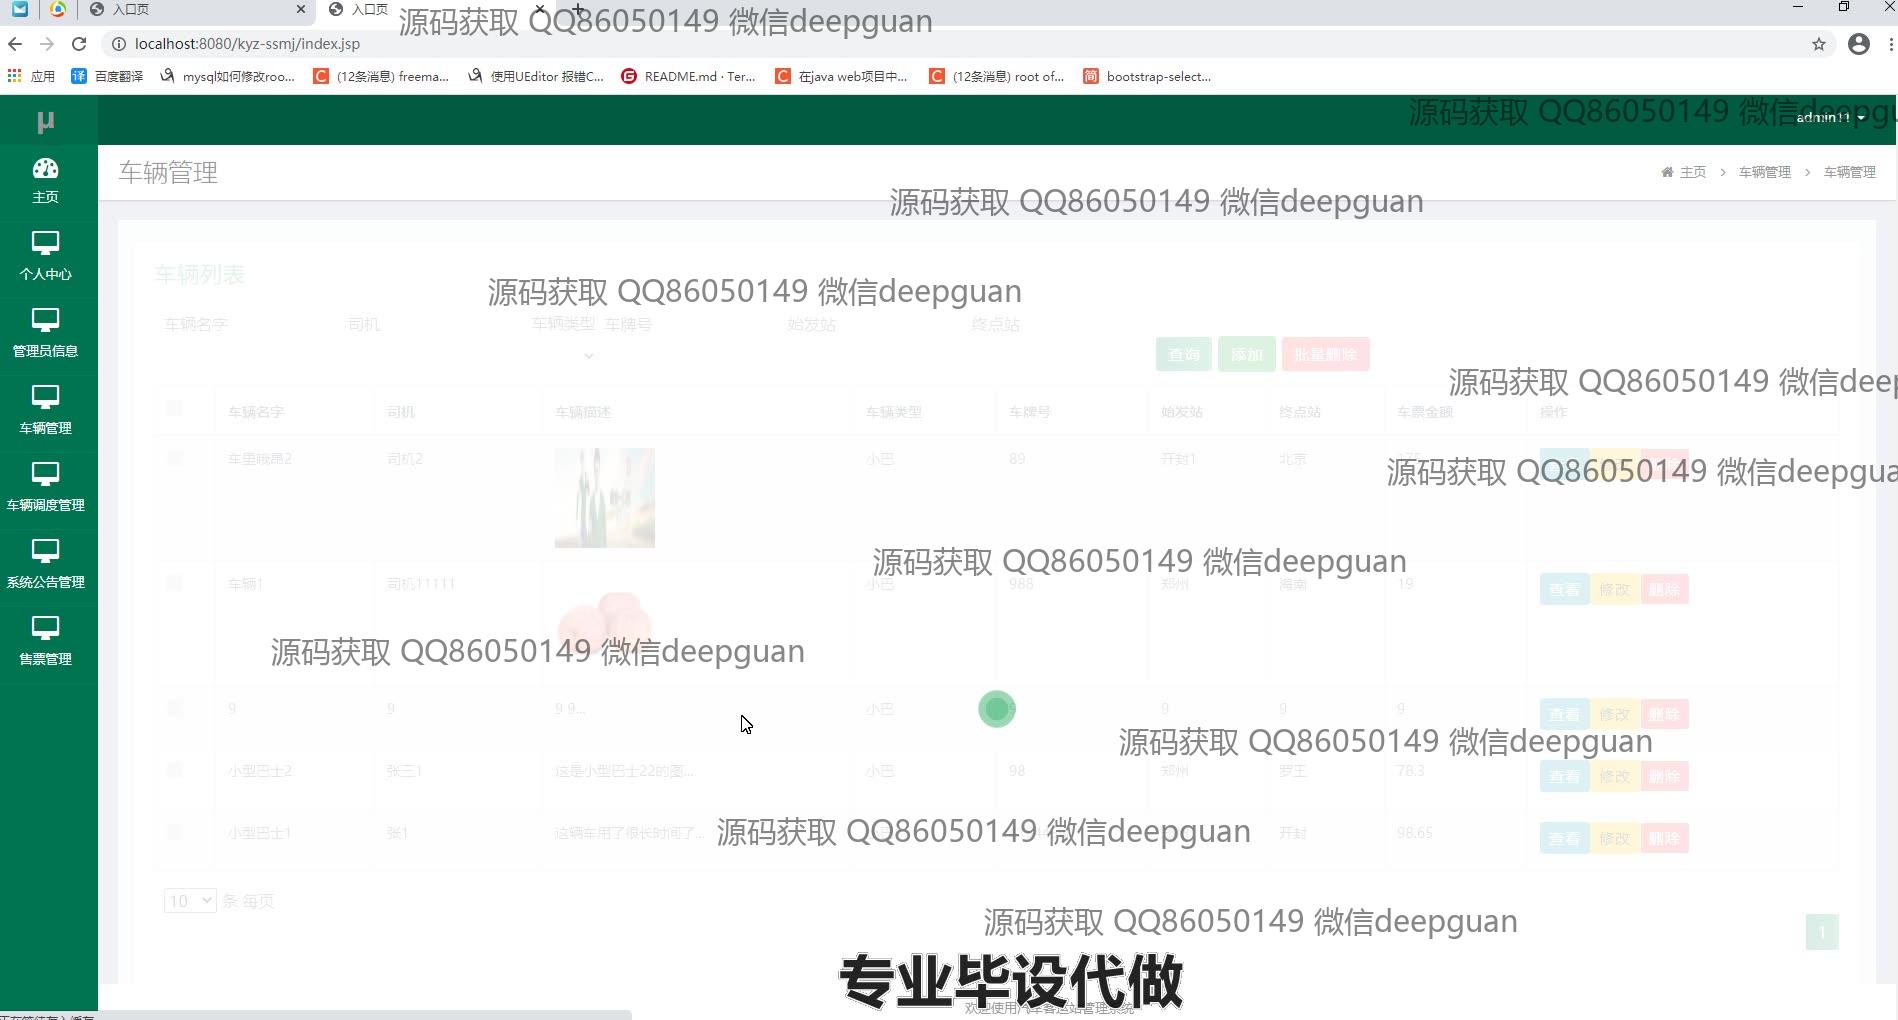 入口页
入口页
源码获取 QQ86050149 微信deepguan
localhost:8080/kyz-ssmj/index.jsp
应用
百度翻译
mysql如何修改roo...
(12条消息) freema...
使用UEditor 报错C...
README.md · Ter...
在java web项目中...
(12条消息) root of...
bootstrap-select...
μ
源码获取 QQ86050149 微信deepgu
admin11
主页
车辆管理
主页 > 车辆管理 > 车辆管理
源码获取 QQ86050149 微信deepguan
个人中心
车辆列表
源码获取 QQ86050149 微信deepguan
车辆名字 司机 车辆类型 车牌号 始发站 终点站
管理员信息
查询 添加 批量删除
源码获取 QQ86050149 微信deep
车辆名字 司机 车辆描述 车辆类型 车牌号 始发站 终点站 车票金额 操作
车辆管理
车里哦昂2 司机2 小巴 89 开封1 北京
源码获取 QQ86050149 微信deepgua
车辆调度管理
源码获取 QQ86050149 微信deepguan
系统公告管理
车辆1 司机11111 小巴 988 郑州 海南 19 查看 修改 删除
源码获取 QQ86050149 微信deepguan
售票管理
9 9 9 9... 小巴 9 9 9 9 查看 修改 删除
源码获取 QQ86050149 微信deepguan
小型巴士2 张三1 这是小型巴士22的图... 小巴 98 郑州 罗王 78.3 查看 修改 删除
小型巴士1 张1 这辆车用了很长时间了... 开封 98.65 查看 修改 删除
源码获取 QQ86050149 微信deepguan
10 条 每页
源码获取 QQ86050149 微信deepguan
1
专业毕设代做
欢迎使用汽车客运站管理系统